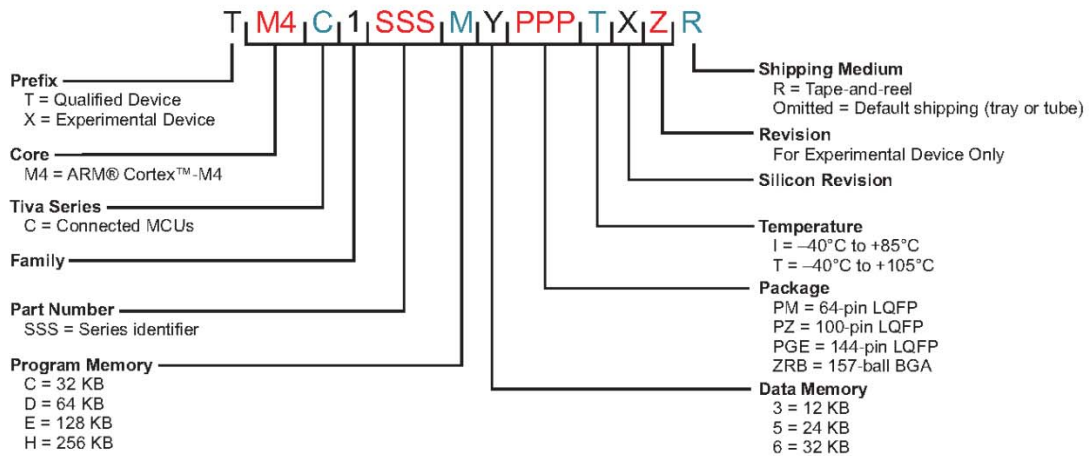 T M4 C 1 SSS M Y PPP T X Z R
Prefix
T = Qualified Device
X = Experimental Device
Core
M4 = ARM® Cortex™-M4
Tiva Series
C = Connected MCUs
Family
Part Number
SSS = Series identifier
Program Memory
C = 32 KB
D = 64 KB
E = 128 KB
H = 256 KB
Shipping Medium
R = Tape-and-reel
Omitted = Default shipping (tray or tube)
Revision
For Experimental Device Only
Silicon Revision
Temperature
I = –40°C to +85°C
T = –40°C to +105°C
Package
PM = 64-pin LQFP
PZ = 100-pin LQFP
PGE = 144-pin LQFP
ZRB = 157-ball BGA
Data Memory
3 = 12 KB
5 = 24 KB
6 = 32 KB